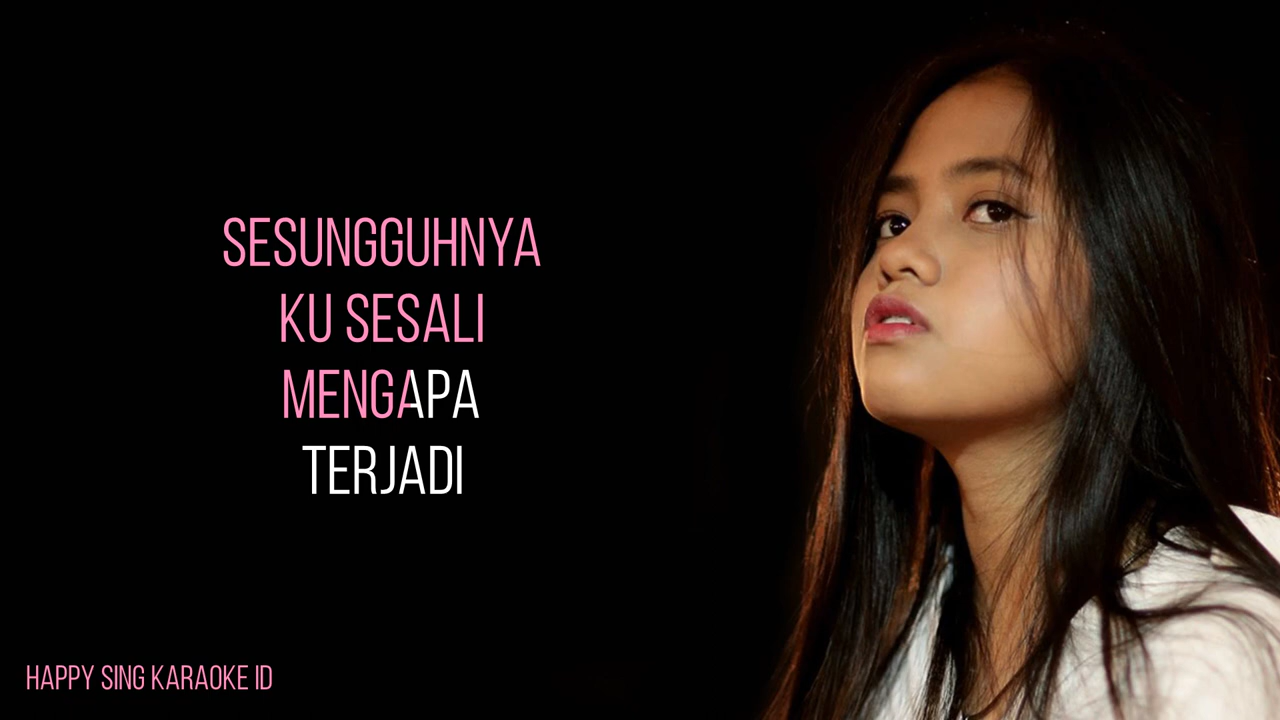 SESUNGGUHNYA
KU SESALI
MENGAPA
TERJADI
HAPPY SING KARAOKE ID